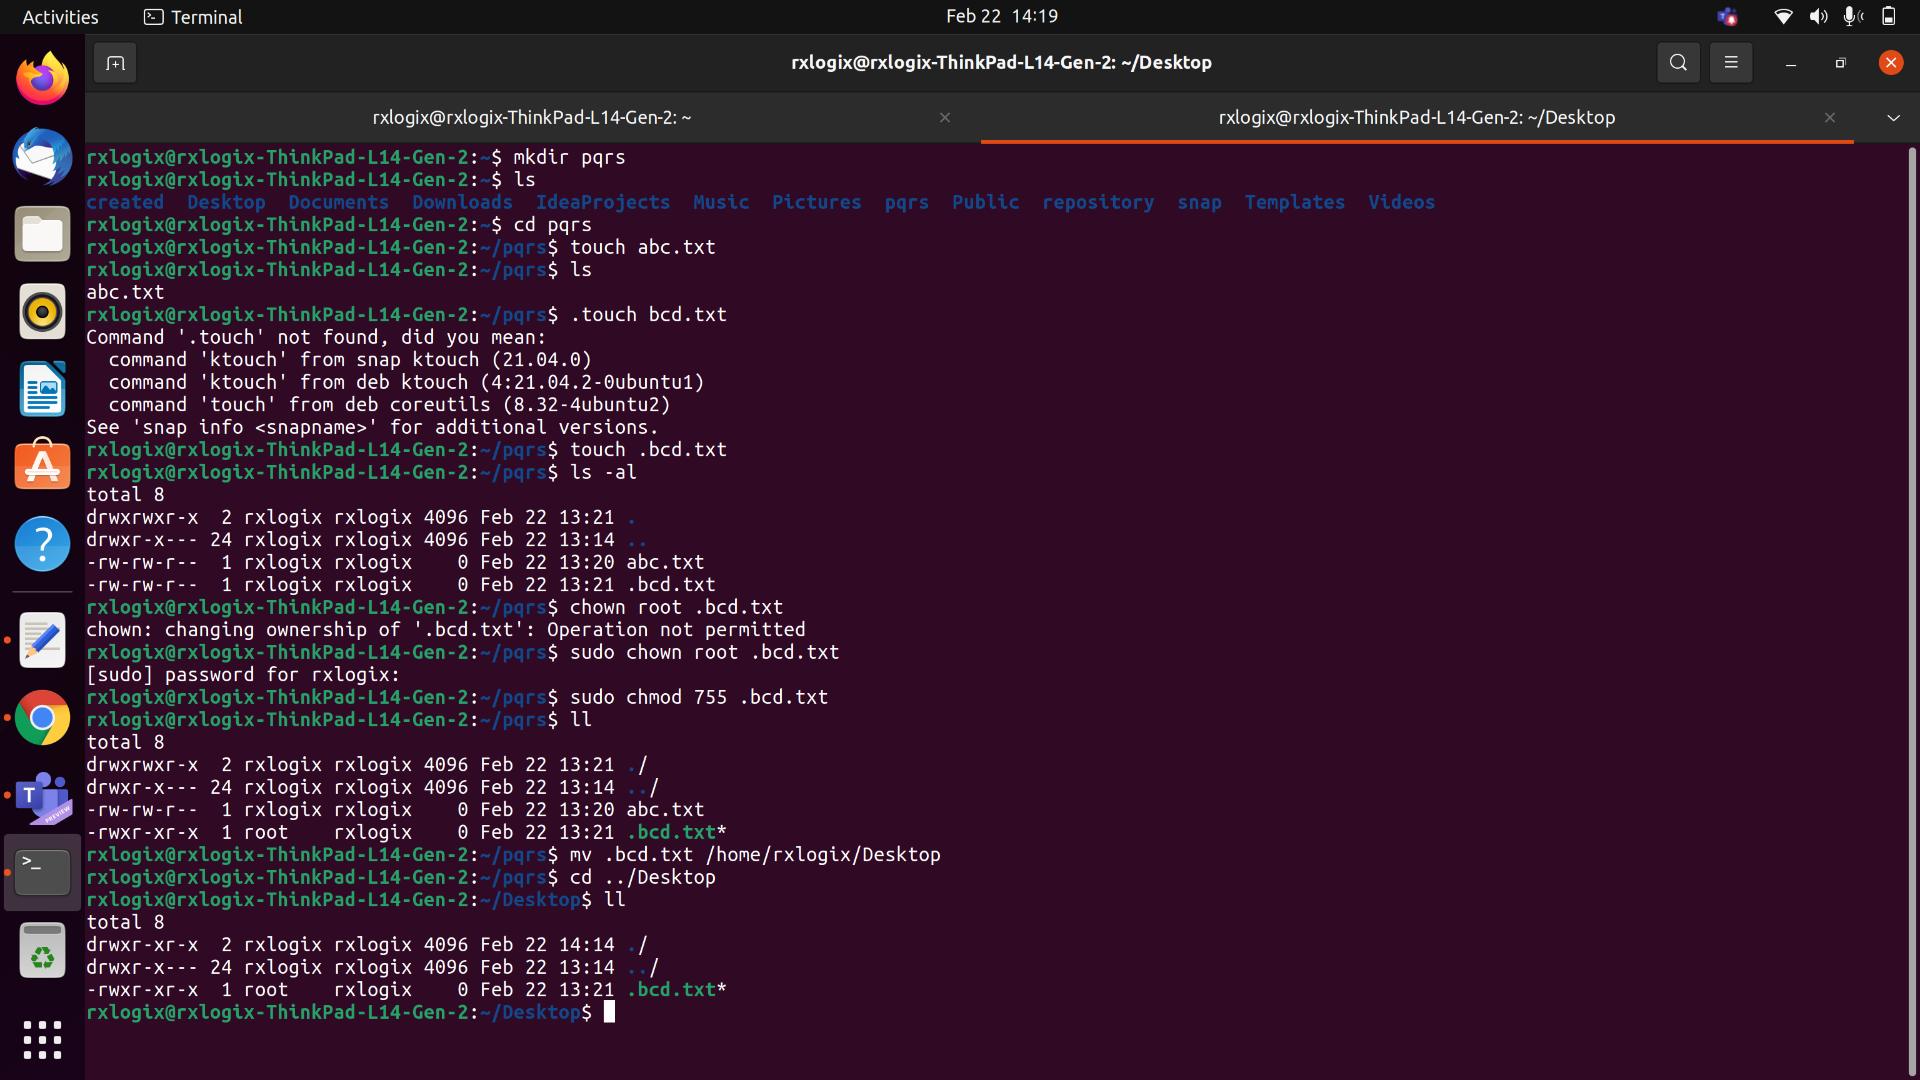 Activities
Terminal
Feb 22 14:19
rxlogix@rxlogix-ThinkPad-L14-Gen-2: ~/Desktop
rxlogix@rxlogix-ThinkPad-L14-Gen-2: ~
rxlogix@rxlogix-ThinkPad-L14-Gen-2: ~/Desktop
rxlogix@rxlogix-ThinkPad-L14-Gen-2:~$ mkdir pqrs
rxlogix@rxlogix-ThinkPad-L14-Gen-2:~$ ls
created  Desktop  Documents  Downloads  IdeaProjects  Music  Pictures  pqrs  Public  repository  snap  Templates  Videos
rxlogix@rxlogix-ThinkPad-L14-Gen-2:~$ cd pqrs
rxlogix@rxlogix-ThinkPad-L14-Gen-2:~/pqrs$ touch abc.txt
rxlogix@rxlogix-ThinkPad-L14-Gen-2:~/pqrs$ ls
abc.txt
rxlogix@rxlogix-ThinkPad-L14-Gen-2:~/pqrs$ .touch bcd.txt
Command '.touch' not found, did you mean:
  command 'ktouch' from snap ktouch (21.04.0)
  command 'ktouch' from deb ktouch (4:21.04.2-0ubuntu1)
  command 'touch' from deb coreutils (8.32-4ubuntu2)
See 'snap info <snapname>' for additional versions.
rxlogix@rxlogix-ThinkPad-L14-Gen-2:~/pqrs$ touch .bcd.txt
rxlogix@rxlogix-ThinkPad-L14-Gen-2:~/pqrs$ ls -al
total 8
drwxrwxr-x  2 rxlogix rxlogix 4096 Feb 22 13:21 .
drwxr-x--- 24 rxlogix rxlogix 4096 Feb 22 13:14 ..
-rw-rw-r--  1 rxlogix rxlogix    0 Feb 22 13:20 abc.txt
-rw-rw-r--  1 rxlogix rxlogix    0 Feb 22 13:21 .bcd.txt
rxlogix@rxlogix-ThinkPad-L14-Gen-2:~/pqrs$ chown root .bcd.txt
chown: changing ownership of '.bcd.txt': Operation not permitted
rxlogix@rxlogix-ThinkPad-L14-Gen-2:~/pqrs$ sudo chown root .bcd.txt
[sudo] password for rxlogix:
rxlogix@rxlogix-ThinkPad-L14-Gen-2:~/pqrs$ sudo chmod 755 .bcd.txt
rxlogix@rxlogix-ThinkPad-L14-Gen-2:~/pqrs$ ll
total 8
drwxrwxr-x  2 rxlogix rxlogix 4096 Feb 22 13:21 ./
drwxr-x--- 24 rxlogix rxlogix 4096 Feb 22 13:14 ../
-rw-rw-r--  1 rxlogix rxlogix    0 Feb 22 13:20 abc.txt
-rwxr-xr-x  1 root    rxlogix    0 Feb 22 13:21 .bcd.txt*
rxlogix@rxlogix-ThinkPad-L14-Gen-2:~/pqrs$ mv .bcd.txt /home/rxlogix/Desktop
rxlogix@rxlogix-ThinkPad-L14-Gen-2:~/pqrs$ cd ../Desktop
rxlogix@rxlogix-ThinkPad-L14-Gen-2:~/Desktop$ ll
total 8
drwxr-xr-x  2 rxlogix rxlogix 4096 Feb 22 14:14 ./
drwxr-x--- 24 rxlogix rxlogix 4096 Feb 22 13:14 ../
-rwxr-xr-x  1 root    rxlogix    0 Feb 22 13:21 .bcd.txt*
rxlogix@rxlogix-ThinkPad-L14-Gen-2:~/Desktop$
T
PREVIEW